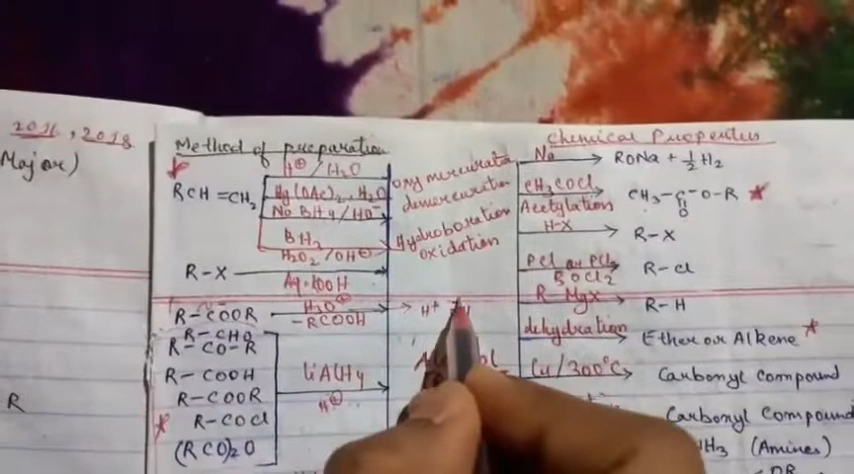 2016, 2018
Major)
Method of preparation
H⊕/H2O
RCH=CH2
Hg(OAc)2, H2O
NaBH4/HO-
BH3
H2O2/OH⊖
oxymercuration
demercuration
Hydroboration
oxidation
R-X
Aq. KOH
R-COOR
H3O⊕
-RCOOH
H+
R-CHO
R-CO-R
R-COOH
R-COOR
R-COCl
(RCO)2O
LiAlH4
H⊕
R
Chemical Properties
Na
RONa + 1/2 H2
CH3COCl
Acetylation
CH3-C-O-R
O
H-X
R-X
R-Cl
SOCl2
R-MgX
R-H
dehydration
Ether or Alkene
Cu/300°C
Carbonyl compound
Carbonyl Compound
NH3 (Amines)
OR